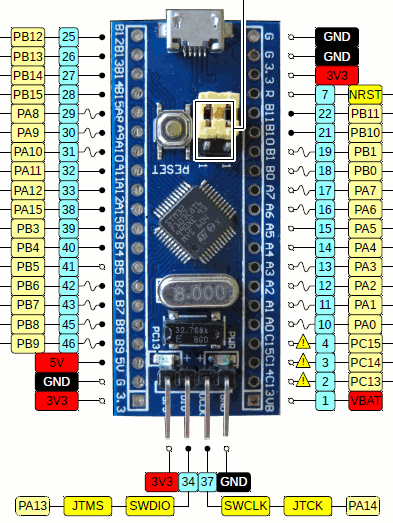 PB12 25 B12 G GND
PB13 26 B13 G GND
PB14 27 B14 3.3 3V3
PB15 28 B15 R 7 NRST
PA8 29 A8 B11 22 PB11
PA9 30 A9 B10 21 PB10
PA10 31 A10 B1 19 PB1
PA11 32 A11 B0 18 PB0
PA12 33 A12 A7 17 PA7
PA15 38 A15 A6 16 PA6
PB3 39 B3 A5 15 PA5
PB4 40 B4 A4 14 PA4
PB5 41 B5 A3 13 PA3
PB6 42 B6 A2 12 PA2
PB7 43 B7 A1 11 PA1
PB8 45 B8 A0 10 PA0
PB9 46 B9 C15 4 PC15
5V 5V C14 3 PC14
GND G C13 2 PC13
3V3 3.3 VB 1 VBAT
RESET
1 1
8.000
32.768k
PC13 PWR
3V3 34 37 GND
PA13 JTMS SWDIO SWCLK JTCK PA14